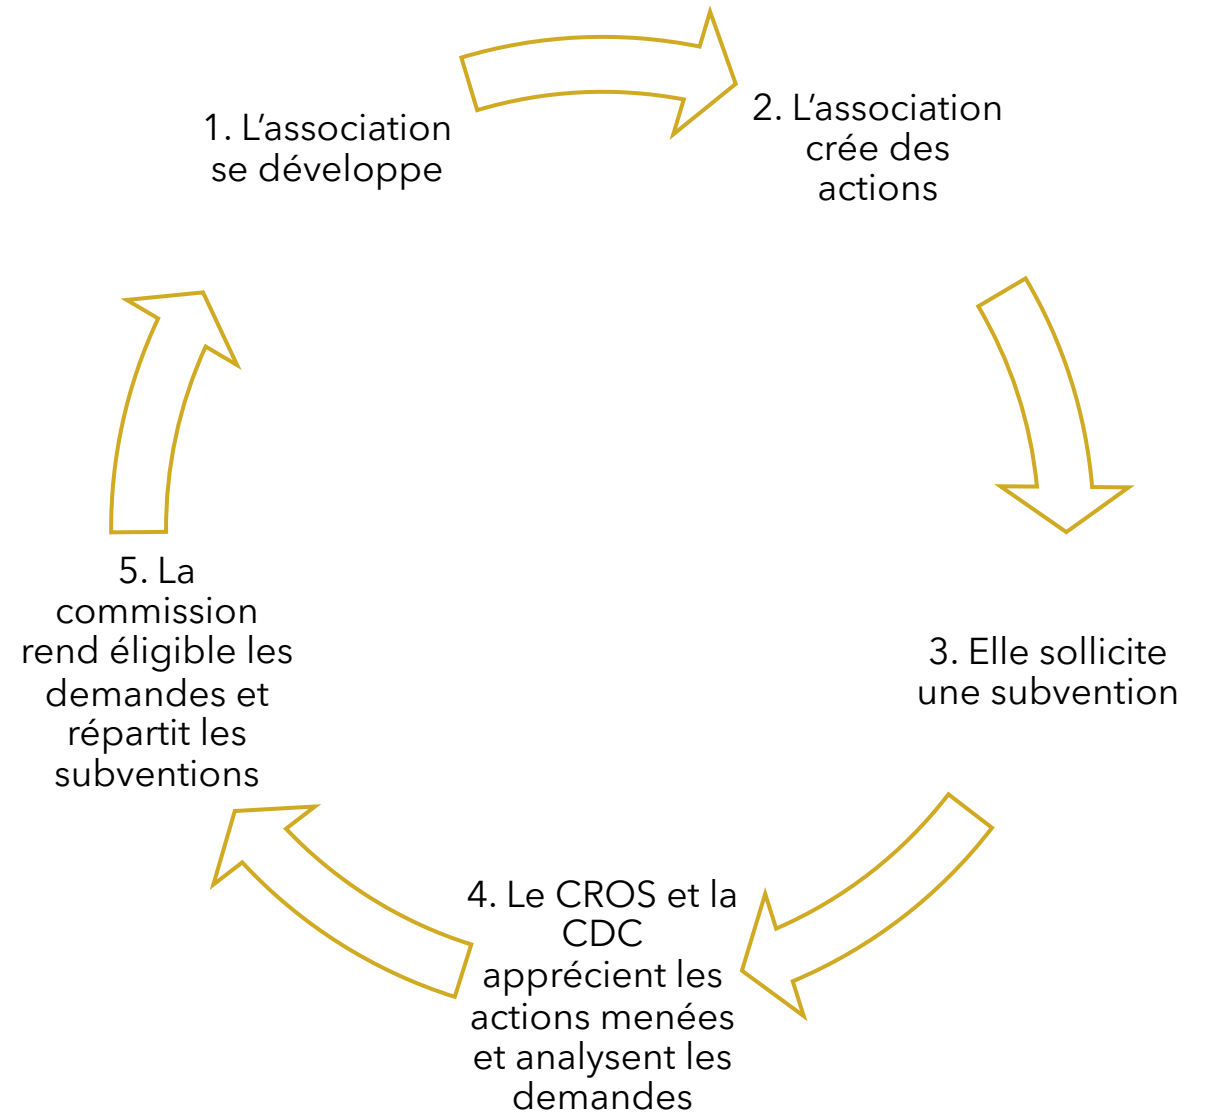 1. L’association
se développe
2. L’association
crée des
actions
3. Elle sollicite
une subvention
4. Le CROS et la
CDC
apprécient les
actions menées
et analysent les
demandes
5. La
commission
rend éligible les
demandes et
répartit les
subventions